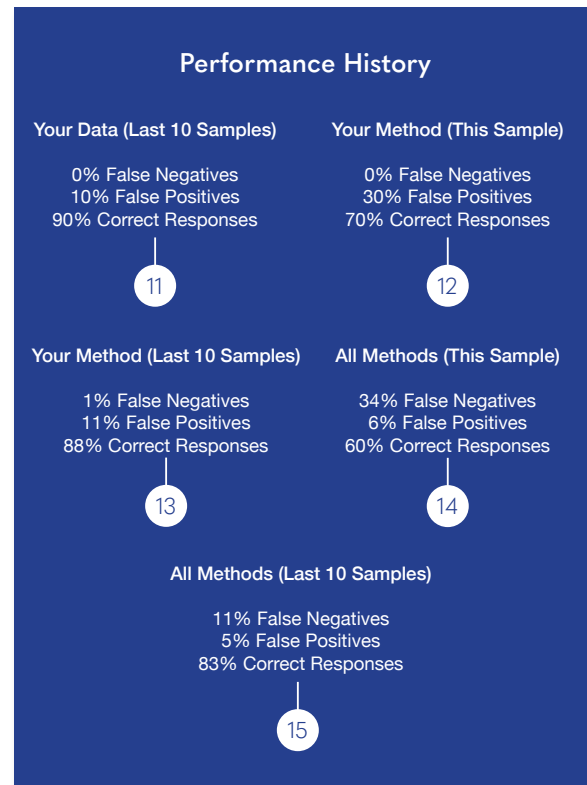 Performance History
Your Data (Last 10 Samples)
0% False Negatives
10% False Positives
90% Correct Responses
11
Your Method (This Sample)
0% False Negatives
30% False Positives
70% Correct Responses
12
Your Method (Last 10 Samples)
1% False Negatives
11% False Positives
88% Correct Responses
13
All Methods (This Sample)
34% False Negatives
6% False Positives
60% Correct Responses
14
All Methods (Last 10 Samples)
11% False Negatives
5% False Positives
83% Correct Responses
15